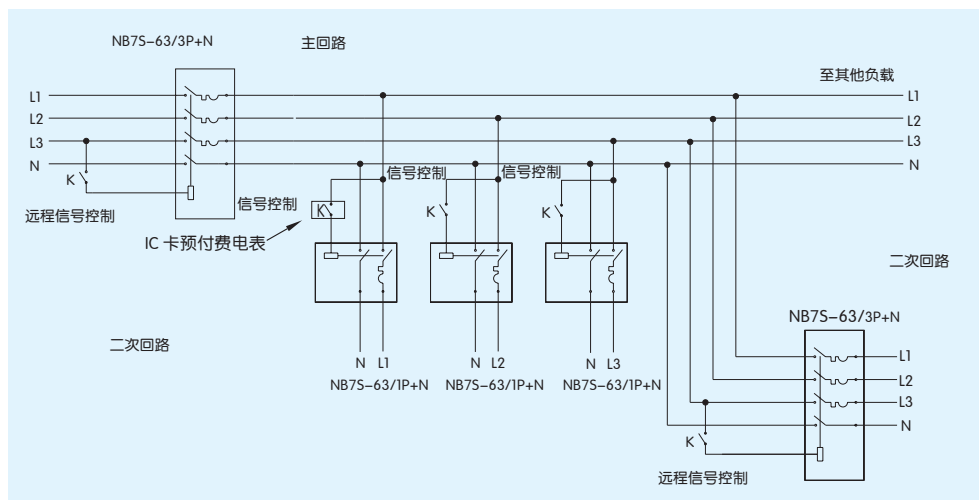 NB7S-63/3P+N
主回路
至其他负载
L1
L1
L2
L2
L3
L3
N
N
K
远程信号控制
信号控制
信号控制
信号控制
K
K
K
IC 卡预付费电表
二次回路
二次回路
N L1
N L2
N L3
NB7S-63/1P+N
NB7S-63/1P+N
NB7S-63/1P+N
NB7S-63/3P+N
L1
L2
L3
N
K
远程信号控制